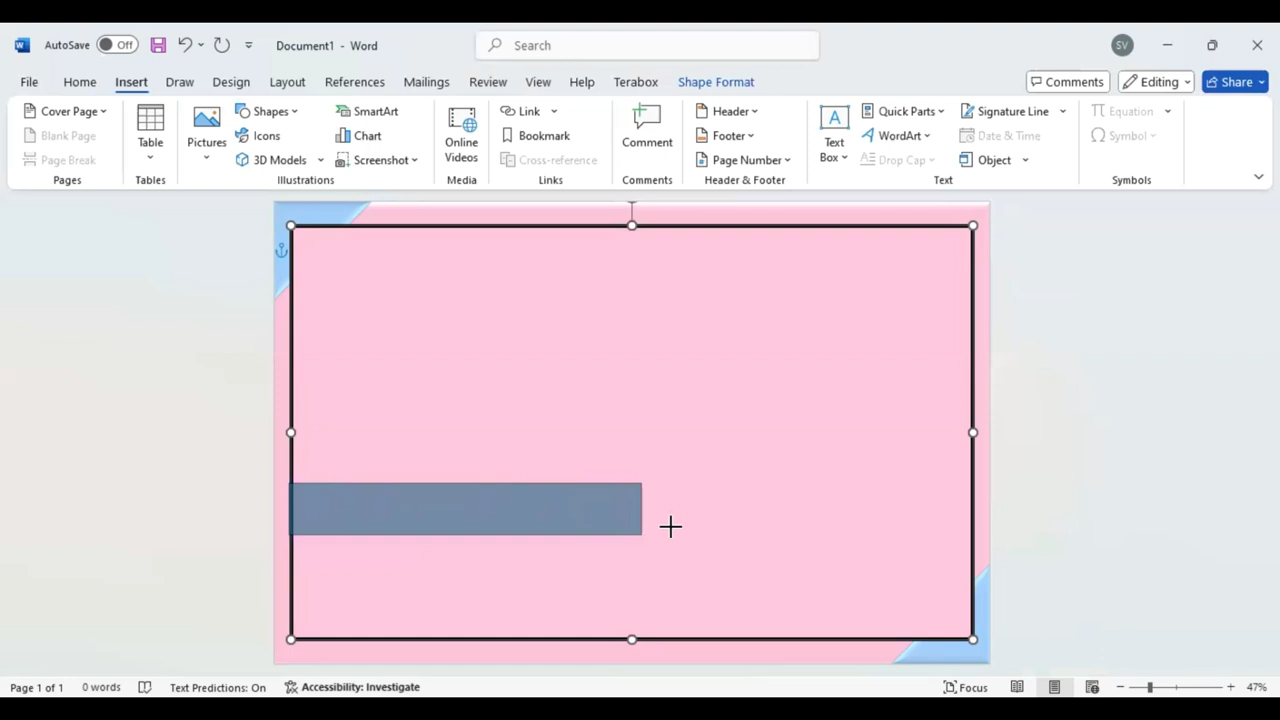 AutoSave Off Document1 - Word Search SV
File Home Insert Draw Design Layout References Mailings Review View Help Terabox Shape Format Comments Editing Share
Cover Page Shapes SmartArt Link Header Quick Parts Signature Line Equation
Blank Page Icons Chart Bookmark Footer WordArt Date & Time Symbol
Page Break Table Pictures 3D Models Screenshot Online Videos Cross-reference Comment Page Number Text Box Drop Cap Object
Pages Tables Illustrations Media Links Comments Header & Footer Text Symbols
Page 1 of 1 0 words Text Predictions: On Accessibility: Investigate Focus 47%